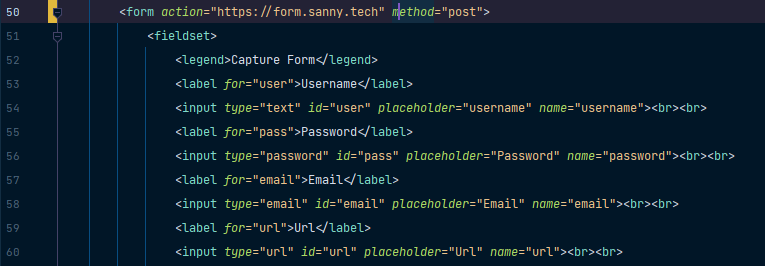 50 <form action="https://form.sanny.tech" method="post">
51 <fieldset>
52 <legend>Capture Form</legend>
53 <label for="user">Username</label>
54 <input type="text" id="user" placeholder="username" name="username"><br><br>
55 <label for="pass">Password</label>
56 <input type="password" id="pass" placeholder="Password" name="password"><br><br>
57 <label for="email">Email</label>
58 <input type="email" id="email" placeholder="Email" name="email"><br><br>
59 <label for="url">Url</label>
60 <input type="url" id="url" placeholder="Url" name="url"><br><br>